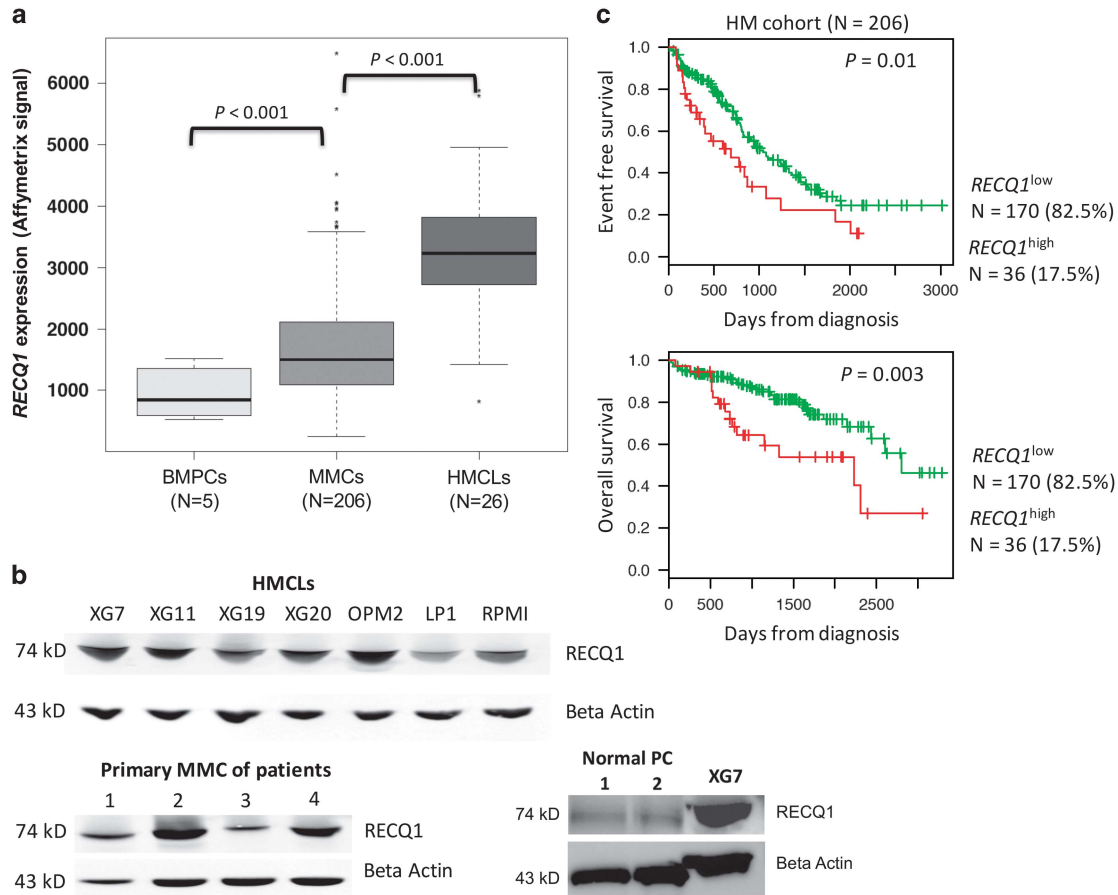 a
RECQ1 expression (Affymetrix signal)
6000
5000
4000
3000
2000
1000
P < 0.001
P < 0.001
BMPCs
(N=5)
MMCs
(N=206)
HMCLs
(N=26)
b
HMCLs
XG7 XG11 XG19 XG20 OPM2 LP1 RPMI
74 kD RECQ1
43 kD Beta Actin
Primary MMC of patients
1 2 3 4
74 kD RECQ1
43 kD Beta Actin
Normal PC
1 2 XG7
74 kD RECQ1
43 kD Beta Actin
c
HM cohort (N = 206)
P = 0.01
Event free survival
1.0
0.8
0.6
0.4
0.2
0.0
0 500 1000 2000 3000
Days from diagnosis
RECQ1low
N = 170 (82.5%)
RECQ1high
N = 36 (17.5%)
P = 0.003
Overall survival
1.0
0.8
0.6
0.4
0.2
0.0
0 500 1500 2500
Days from diagnosis
RECQ1low
N = 170 (82.5%)
RECQ1high
N = 36 (17.5%)